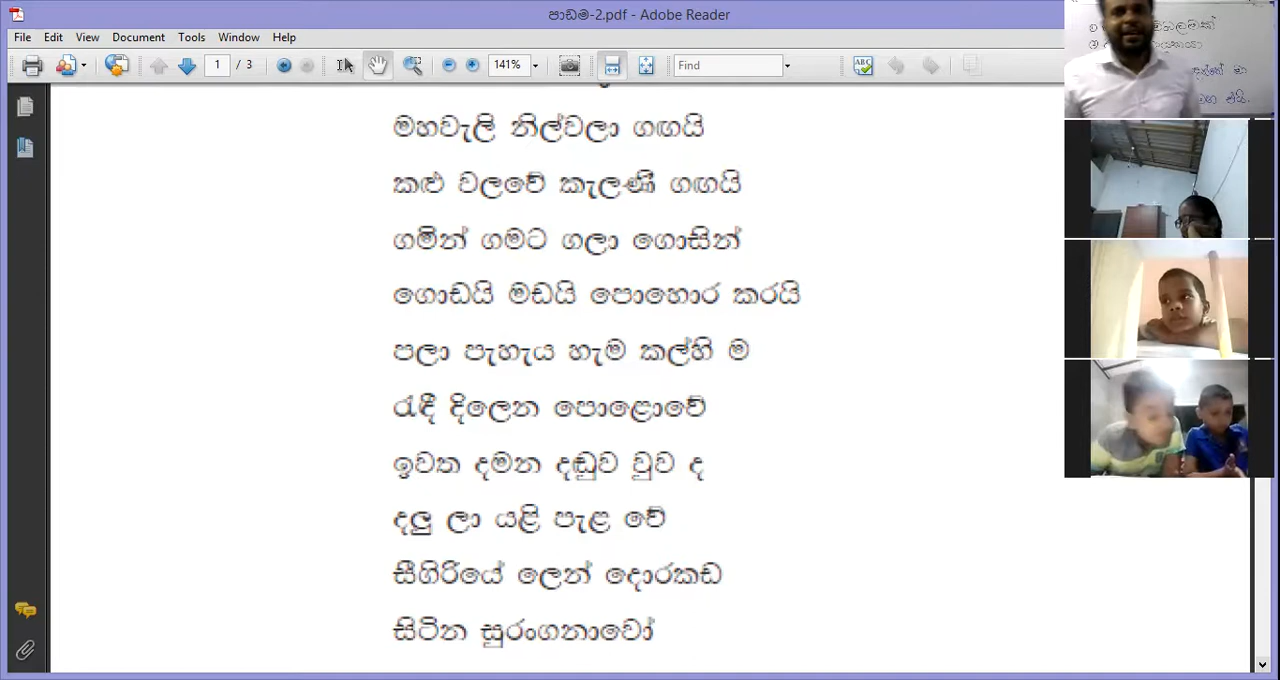 පාඩම-2.pdf - Adobe Reader
File Edit View Document Tools Window Help
1 / 3 141% Find
මහවැලි නිල්වලා ගඟයි
කළු වලවේ කැලණී ගඟයි
ගමින් ගමට ගලා ගොසින්
ගොඩයි මඩයි පොහොර කරයි
පලා පැහැය හැම කල්හි ම
රැඳී දිලෙන පොළොවේ
ඉවත දමන දඬුව වුව ද
දලු ලා යළි පැළ වේ
සීගිරියේ ලෙන් දොරකඩ
සිටින සුරංගනාවෝ